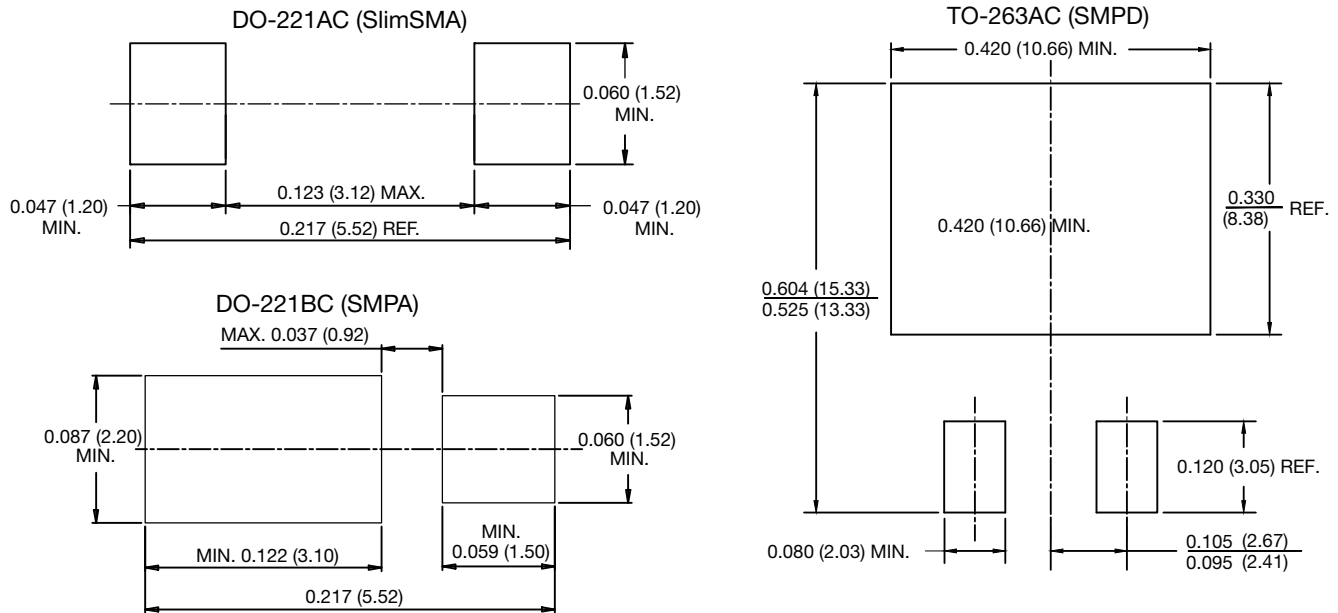 DO-221AC (SlimSMA)
0.060 (1.52)
MIN.
0.047 (1.20)
MIN.
0.123 (3.12) MAX.
0.047 (1.20)
MIN.
0.217 (5.52) REF.
DO-221BC (SMPA)
MAX. 0.037 (0.92)
0.087 (2.20)
MIN.
0.060 (1.52)
MIN.
MIN. 0.122 (3.10)
MIN.
0.059 (1.50)
0.217 (5.52)
TO-263AC (SMPD)
0.420 (10.66) MIN.
0.330
(8.38)
REF.
0.420 (10.66) MIN.
0.604 (15.33)
0.525 (13.33)
0.120 (3.05) REF.
0.080 (2.03) MIN.
0.105 (2.67)
0.095 (2.41)